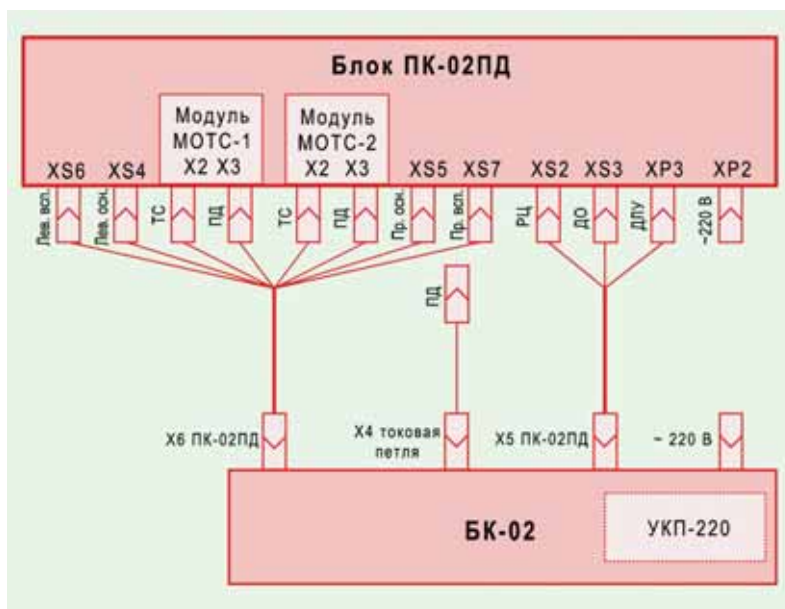 Блок ПК-02ПД
Модуль
МОТС-1
Модуль
МОТС-2
XS6 XS4 X2 X3 X2 X3 XS5 XS7 XS2 XS3 XP3 XP2
Лев. всп.
Лев. осн.
ТС
ПД
ТС
ПД
Пр. осн.
Пр. всп.
РЦ
ДО
ДЛУ
~220 В
ПД
X6 ПК-02ПД
X4 токовая
петля
X5 ПК-02ПД
~ 220 В
БК-02
УКП-220